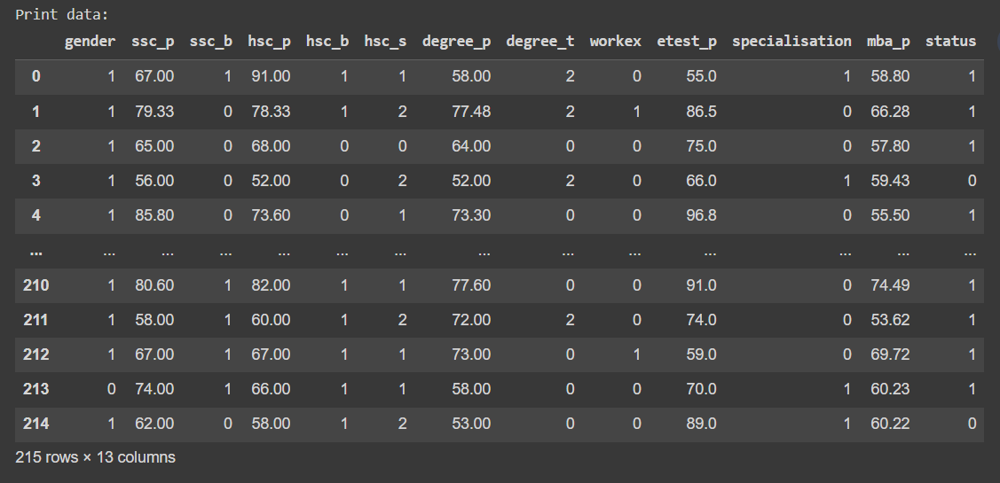 Print data:
gender ssc_p ssc_b hsc_p hsc_b hsc_s degree_p degree_t workex etest_p specialisation mba_p status
0 1 67.00 1 91.00 1 1 58.00 2 0 55.0 1 58.80 1
1 1 79.33 0 78.33 1 2 77.48 2 1 86.5 0 66.28 1
2 1 65.00 0 68.00 0 0 64.00 0 0 75.0 0 57.80 1
3 1 56.00 0 52.00 0 2 52.00 2 0 66.0 1 59.43 0
4 1 85.80 0 73.60 0 1 73.30 0 0 96.8 0 55.50 1
... ... ... ... ... ... ... ... ... ... ... ... ... ...
210 1 80.60 1 82.00 1 1 77.60 0 0 91.0 0 74.49 1
211 1 58.00 1 60.00 1 2 72.00 2 0 74.0 0 53.62 1
212 1 67.00 1 67.00 1 1 73.00 0 1 59.0 0 69.72 1
213 0 74.00 1 66.00 1 1 58.00 0 0 70.0 1 60.23 1
214 1 62.00 0 58.00 1 2 53.00 0 0 89.0 1 60.22 0
215 rows × 13 columns